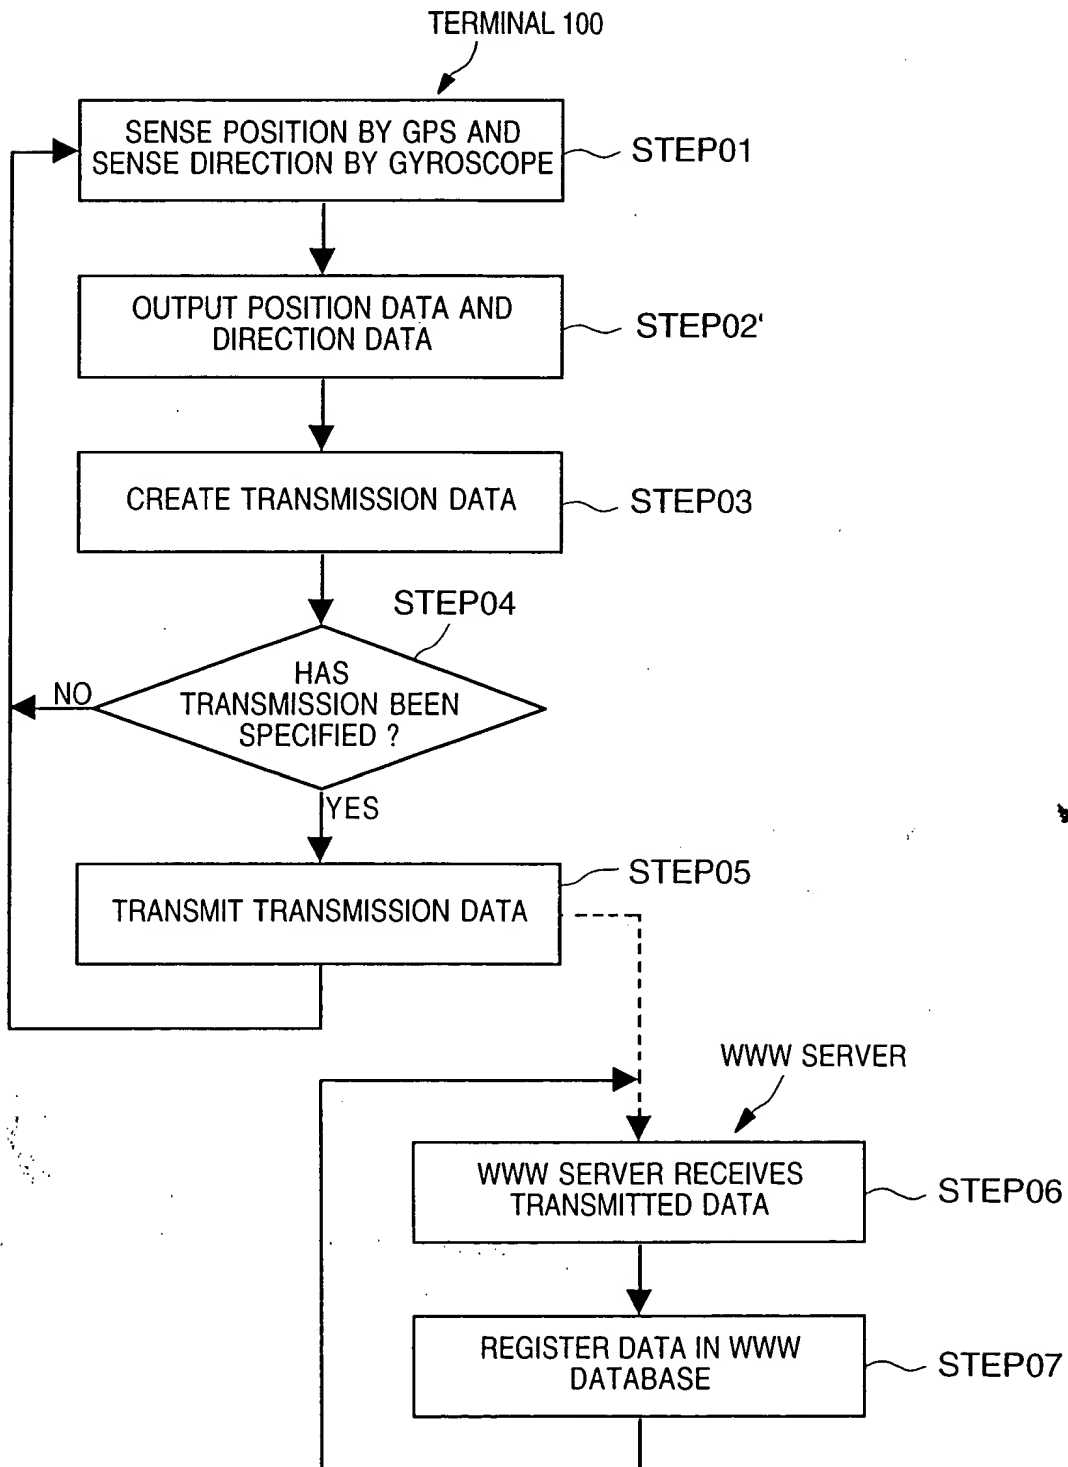 TERMINAL 100
SENSE POSITION BY GPS AND
SENSE DIRECTION BY GYROSCOPE
STEP01
OUTPUT POSITION DATA AND
DIRECTION DATA
STEP02'
CREATE TRANSMISSION DATA
STEP03
STEP04
HAS
TRANSMISSION BEEN
SPECIFIED ?
NO
YES
STEP05
TRANSMIT TRANSMISSION DATA
WWW SERVER
WWW SERVER RECEIVES
TRANSMITTED DATA
STEP06
REGISTER DATA IN WWW
DATABASE
STEP07